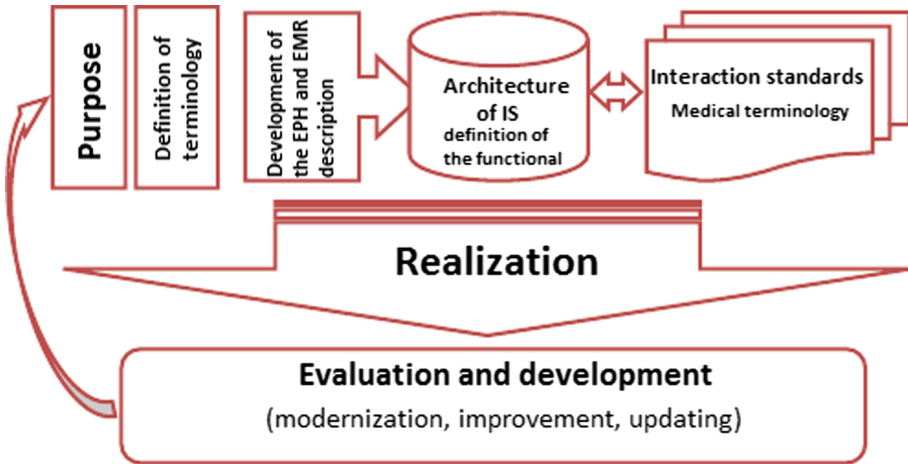 Purpose
Definition of
terminology
Development of
the EPH and EMR
description
Architecture
of IS
definition of
the functional
Interaction standards
Medical terminology
Realization
Evaluation and development
(modernization, improvement, updating)